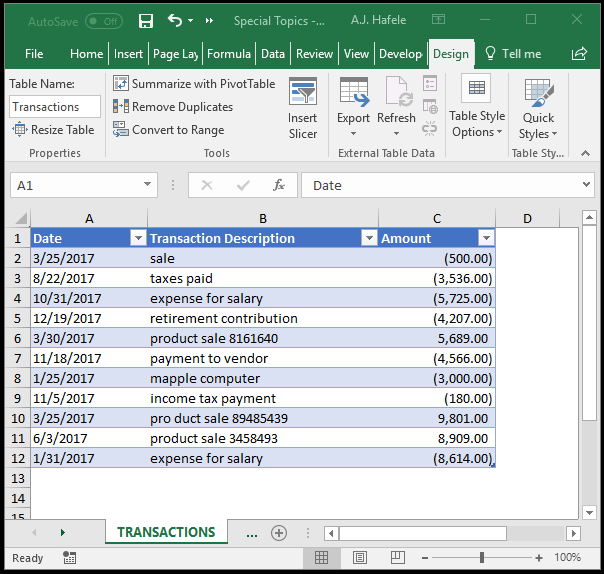 AutoSave Off Special Topics -... A.J. Hafele
File Home Insert Page Lay Formula Data Review View Develop Design Tell me
Table Name:
Transactions
Resize Table
Properties
Summarize with PivotTable
Remove Duplicates
Convert to Range
Tools
Insert
Slicer
Export Refresh
External Table Data
Table Style
Options
Quick
Styles
Table Sty...
A1 fx Date
A B C D
1 Date Transaction Description Amount
2 3/25/2017 sale (500.00)
3 8/22/2017 taxes paid (3,536.00)
4 10/31/2017 expense for salary (5,725.00)
5 12/19/2017 retirement contribution (4,207.00)
6 3/30/2017 product sale 8161640 5,689.00
7 11/18/2017 payment to vendor (4,566.00)
8 1/25/2017 mapple computer (3,000.00)
9 11/5/2017 income tax payment (180.00)
10 3/25/2017 pro duct sale 89485439 9,801.00
11 6/3/2017 product sale 3458493 8,909.00
12 1/31/2017 expense for salary (8,614.00)
13
14
15
TRANSACTIONS ...
Ready 100%